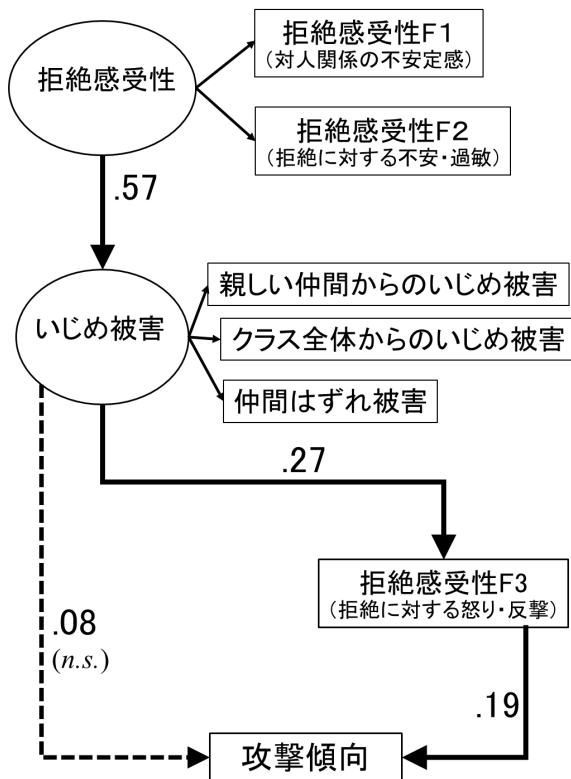 拒絶感受性
拒絶感受性F1
(対人関係の不安定感)
拒絶感受性F2
(拒絶に対する不安・過敏)
.57
いじめ被害
親しい仲間からのいじめ被害
クラス全体からのいじめ被害
仲間はずれ被害
.27
拒絶感受性F3
(拒絶に対する怒り・反撃)
.08
(n.s.)
.19
攻撃傾向